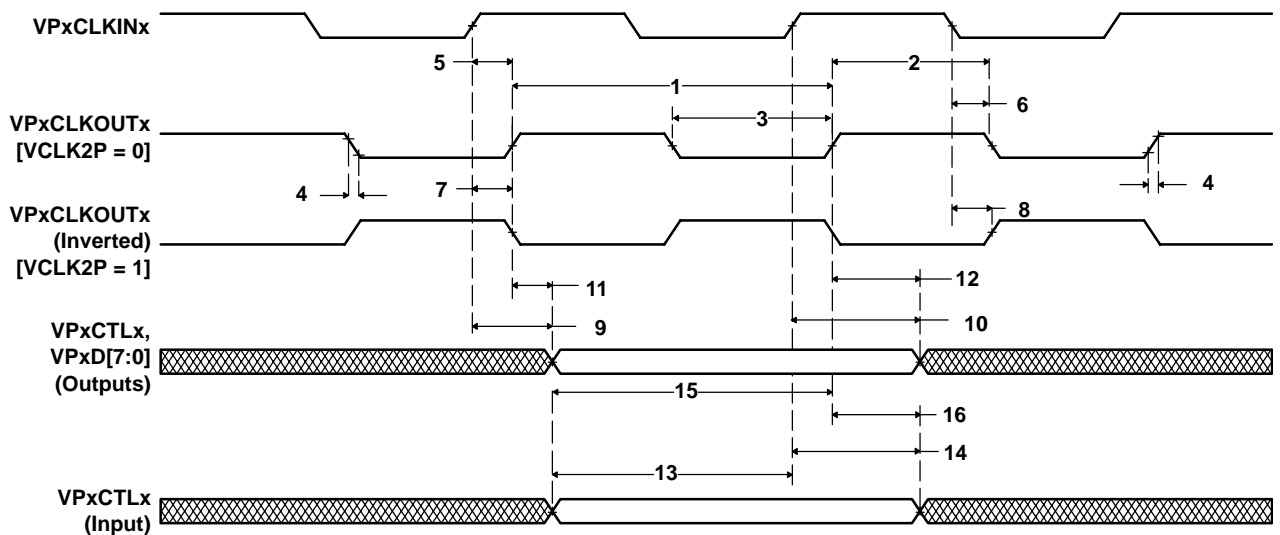 VPxCLKINx
5
2
1
6
VPxCLKOUTx
[VCLK2P = 0]
3
4
7
4
VPxCLKOUTx
(Inverted)
[VCLK2P = 1]
8
11
12
9
10
VPxCTLx,
VPxD[7:0]
(Outputs)
15
16
14
13
VPxCTLx
(Input)